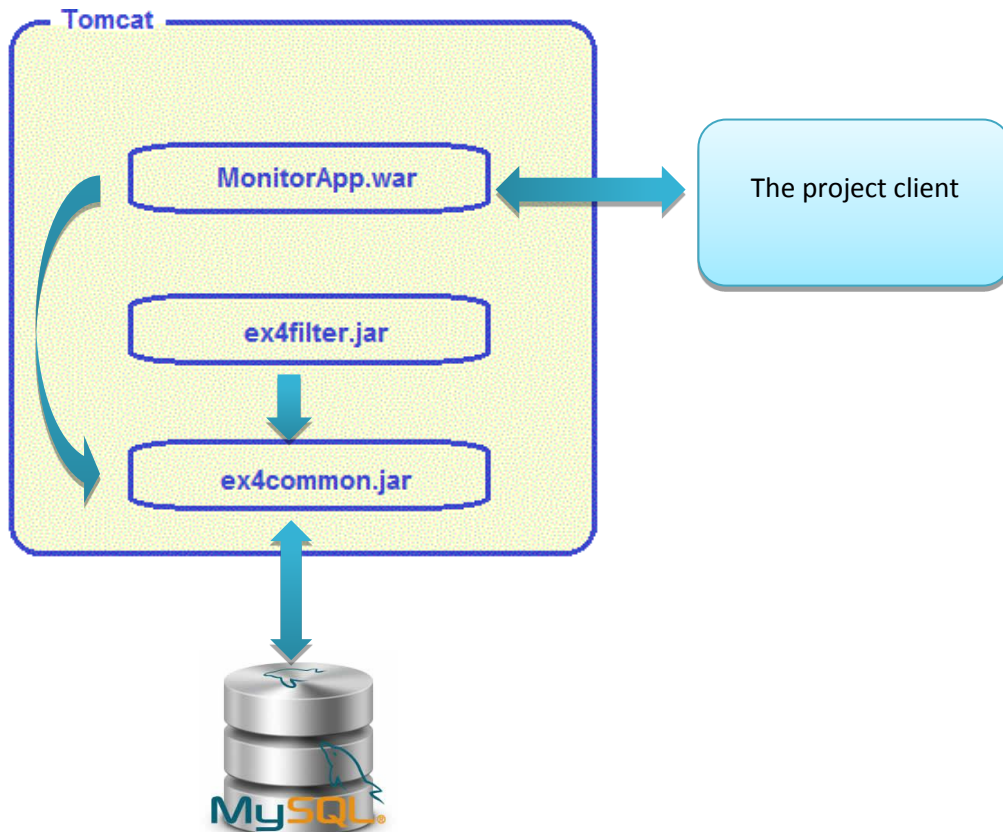 Tomcat
MonitorApp.war
The project client
ex4filter.jar
ex4common.jar
MySQL®